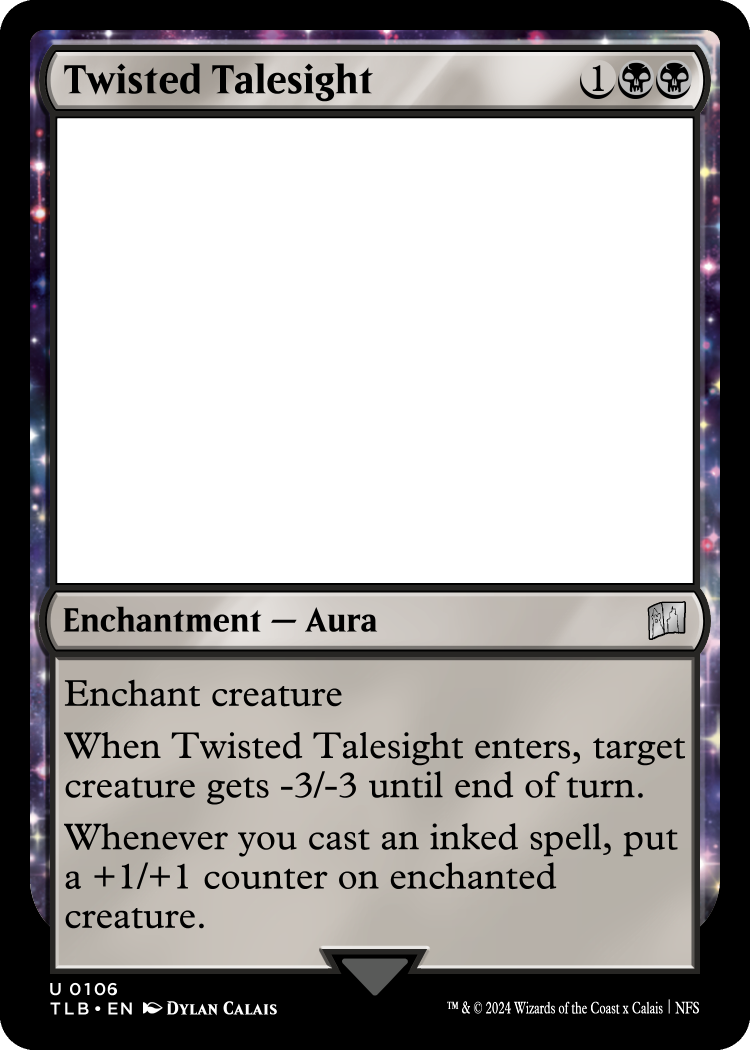 Twisted Talesight 1
Enchantment — Aura
Enchant creature
When Twisted Talesight enters, target
creature gets -3/-3 until end of turn.
Whenever you cast an inked spell, put
a +1/+1 counter on enchanted
creature.
U 0106
TLB • EN DYLAN CALAIS
™ & © 2024 Wizards of the Coast x Calais | NFS